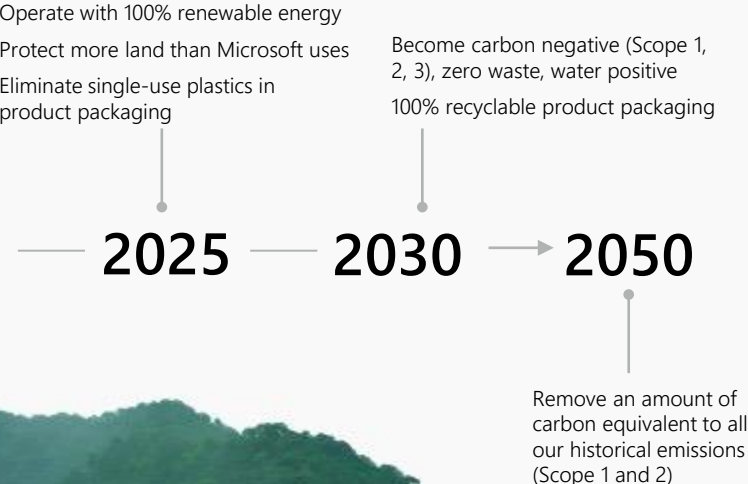 Operate with 100% renewable energy
Protect more land than Microsoft uses
Eliminate single-use plastics in
product packaging
Become carbon negative (Scope 1,
2, 3), zero waste, water positive
100% recyclable product packaging
2025
2030
2050
Remove an amount of
carbon equivalent to all
our historical emissions
(Scope 1 and 2)